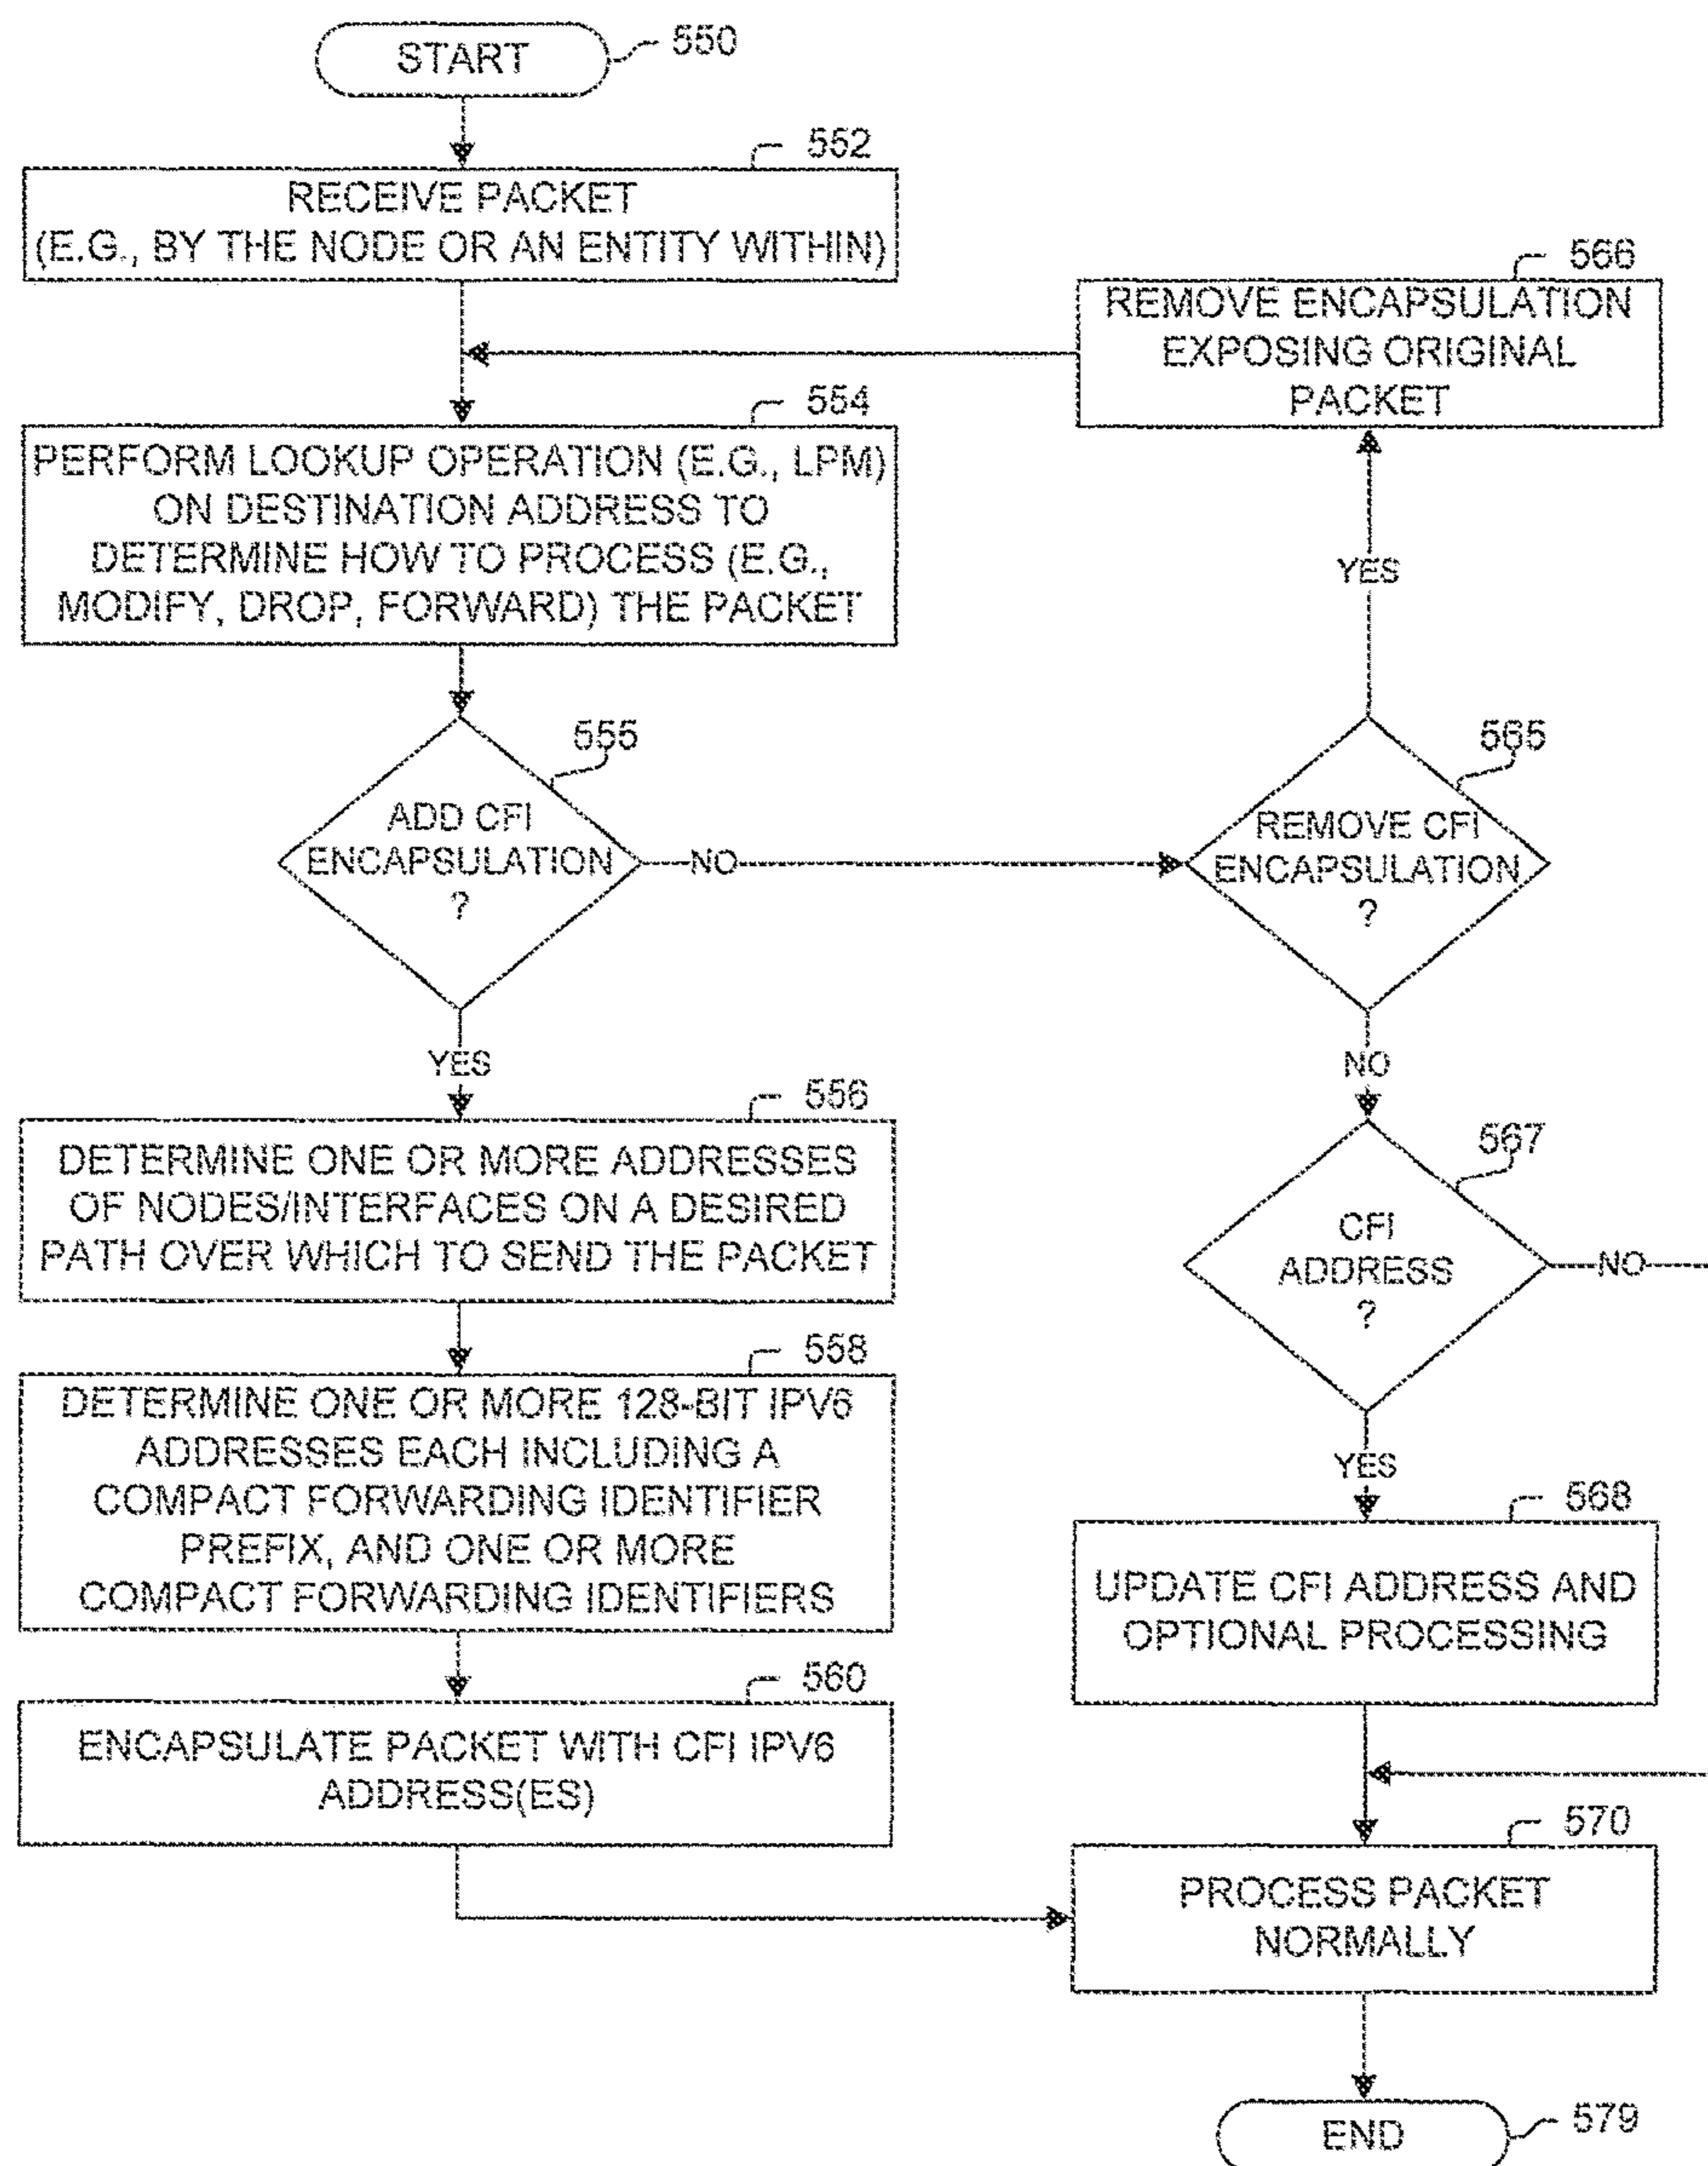 START
550
552
RECEIVE PACKET
(E.G., BY THE NODE OR AN ENTITY WITHIN)
566
REMOVE ENCAPSULATION
EXPOSING ORIGINAL
PACKET
554
PERFORM LOOKUP OPERATION (E.G., LPM)
ON DESTINATION ADDRESS TO
DETERMINE HOW TO PROCESS (E.G.,
MODIFY, DROP, FORWARD) THE PACKET
YES
555
ADD CFI
ENCAPSULATION
?
NO
565
REMOVE CFI
ENCAPSULATION
?
YES
NO
556
DETERMINE ONE OR MORE ADDRESSES
OF NODES/INTERFACES ON A DESIRED
PATH OVER WHICH TO SEND THE PACKET
567
CFI
ADDRESS
?
NO
558
DETERMINE ONE OR MORE 128-BIT IPV6
ADDRESSES EACH INCLUDING A
COMPACT FORWARDING IDENTIFIER
PREFIX, AND ONE OR MORE
COMPACT FORWARDING IDENTIFIERS
YES
568
UPDATE CFI ADDRESS AND
OPTIONAL PROCESSING
560
ENCAPSULATE PACKET WITH CFI IPV6
ADDRESS(ES)
570
PROCESS PACKET
NORMALLY
END
579